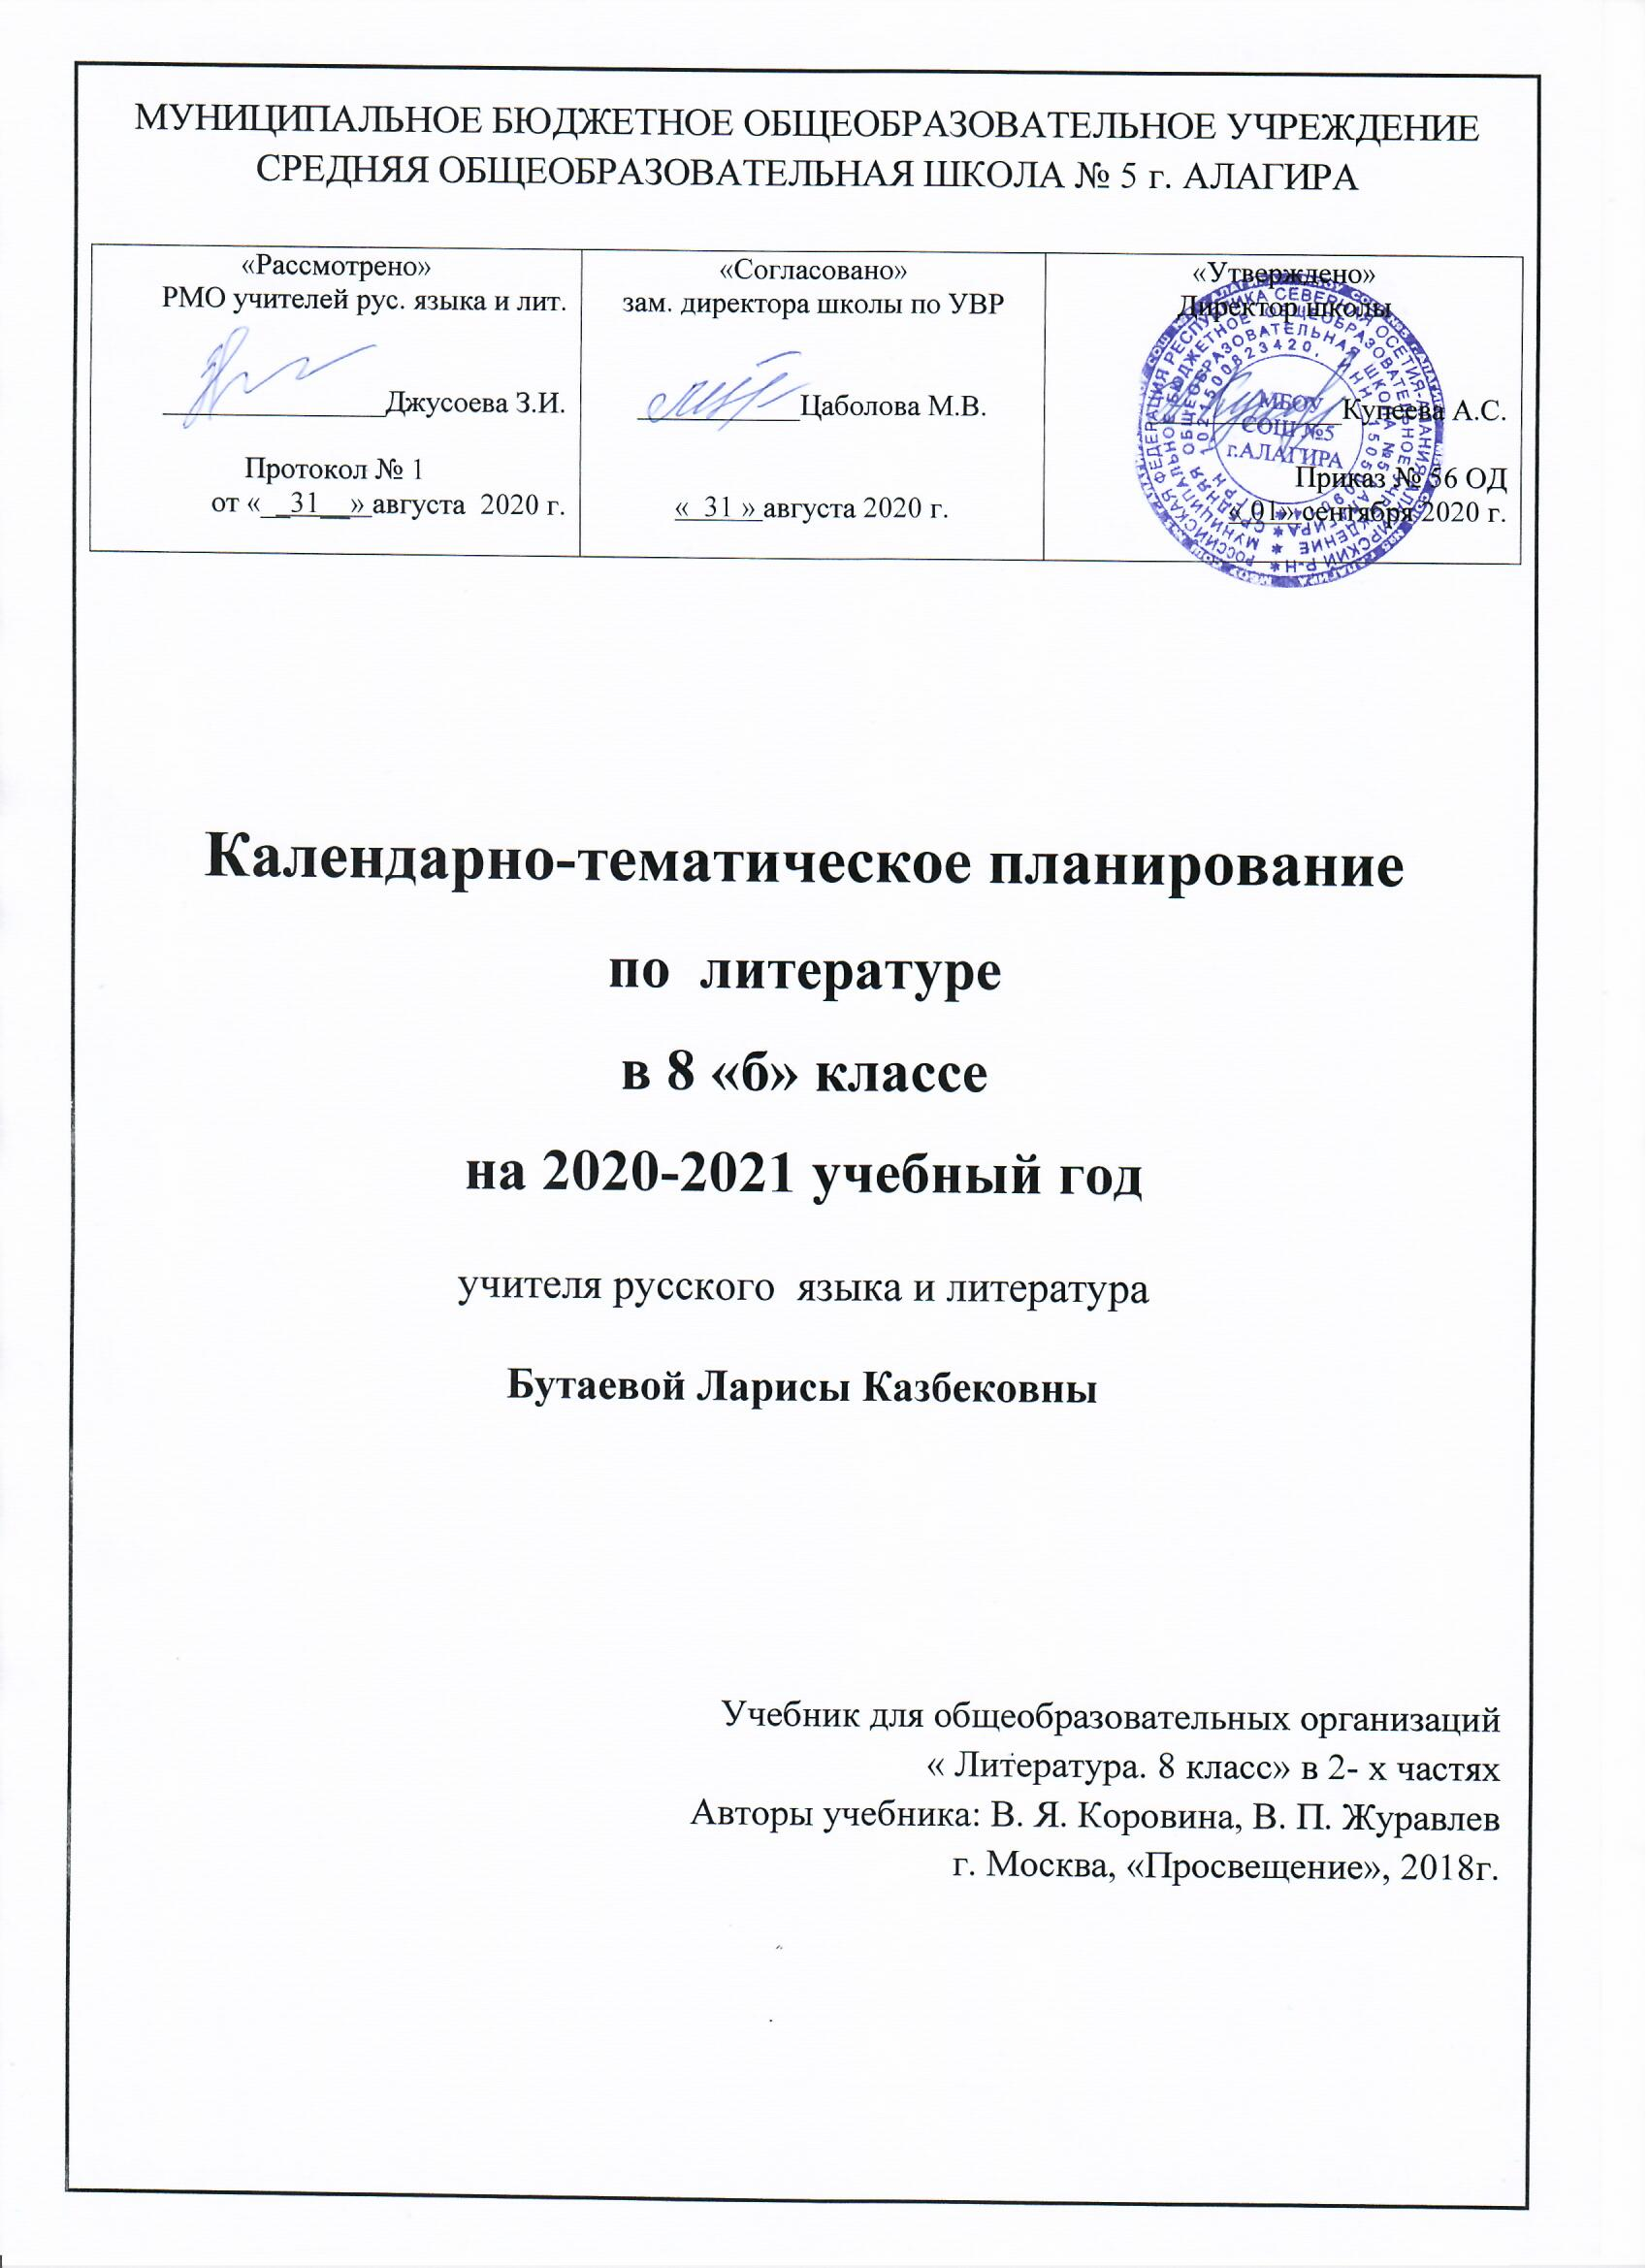 МУНИЦИПАЛЬНОЕ БЮДЖЕТНОЕ ОБЩЕОБРАЗОВАТЕЛЬНОЕ УЧРЕЖДЕНИЕ
СРЕДНЯЯ ОБЩЕОБРАЗОВАТЕЛЬНАЯ ШКОЛА № 5 г. АЛАГИРА
«Рассмотрено»
РМО учителей рус. языка и лит.
________________Джусоева З.И.
Протокол № 1
от «__31__» августа 2020 г.
«Согласовано»
зам. директора школы по УВР
____________Цаболова М.В.
« 31 » августа 2020 г.
«Утверждено»
Директор школы
Купеева А.С.
Приказ № 56 ОД
« 01» сентября 2020 г.
МБОУ
СОШ №5
г.АЛАГИРА
Календарно-тематическое планирование
по литературе
в 8 «б» классе
на 2020-2021 учебный год
учителя русского языка и литература
Бутаевой Ларисы Казбековны
Учебник для общеобразовательных организаций
« Литература. 8 класс» в 2- х частях
Авторы учебника: В. Я. Коровина, В. П. Журавлев
г. Москва, «Просвещение», 2018г.